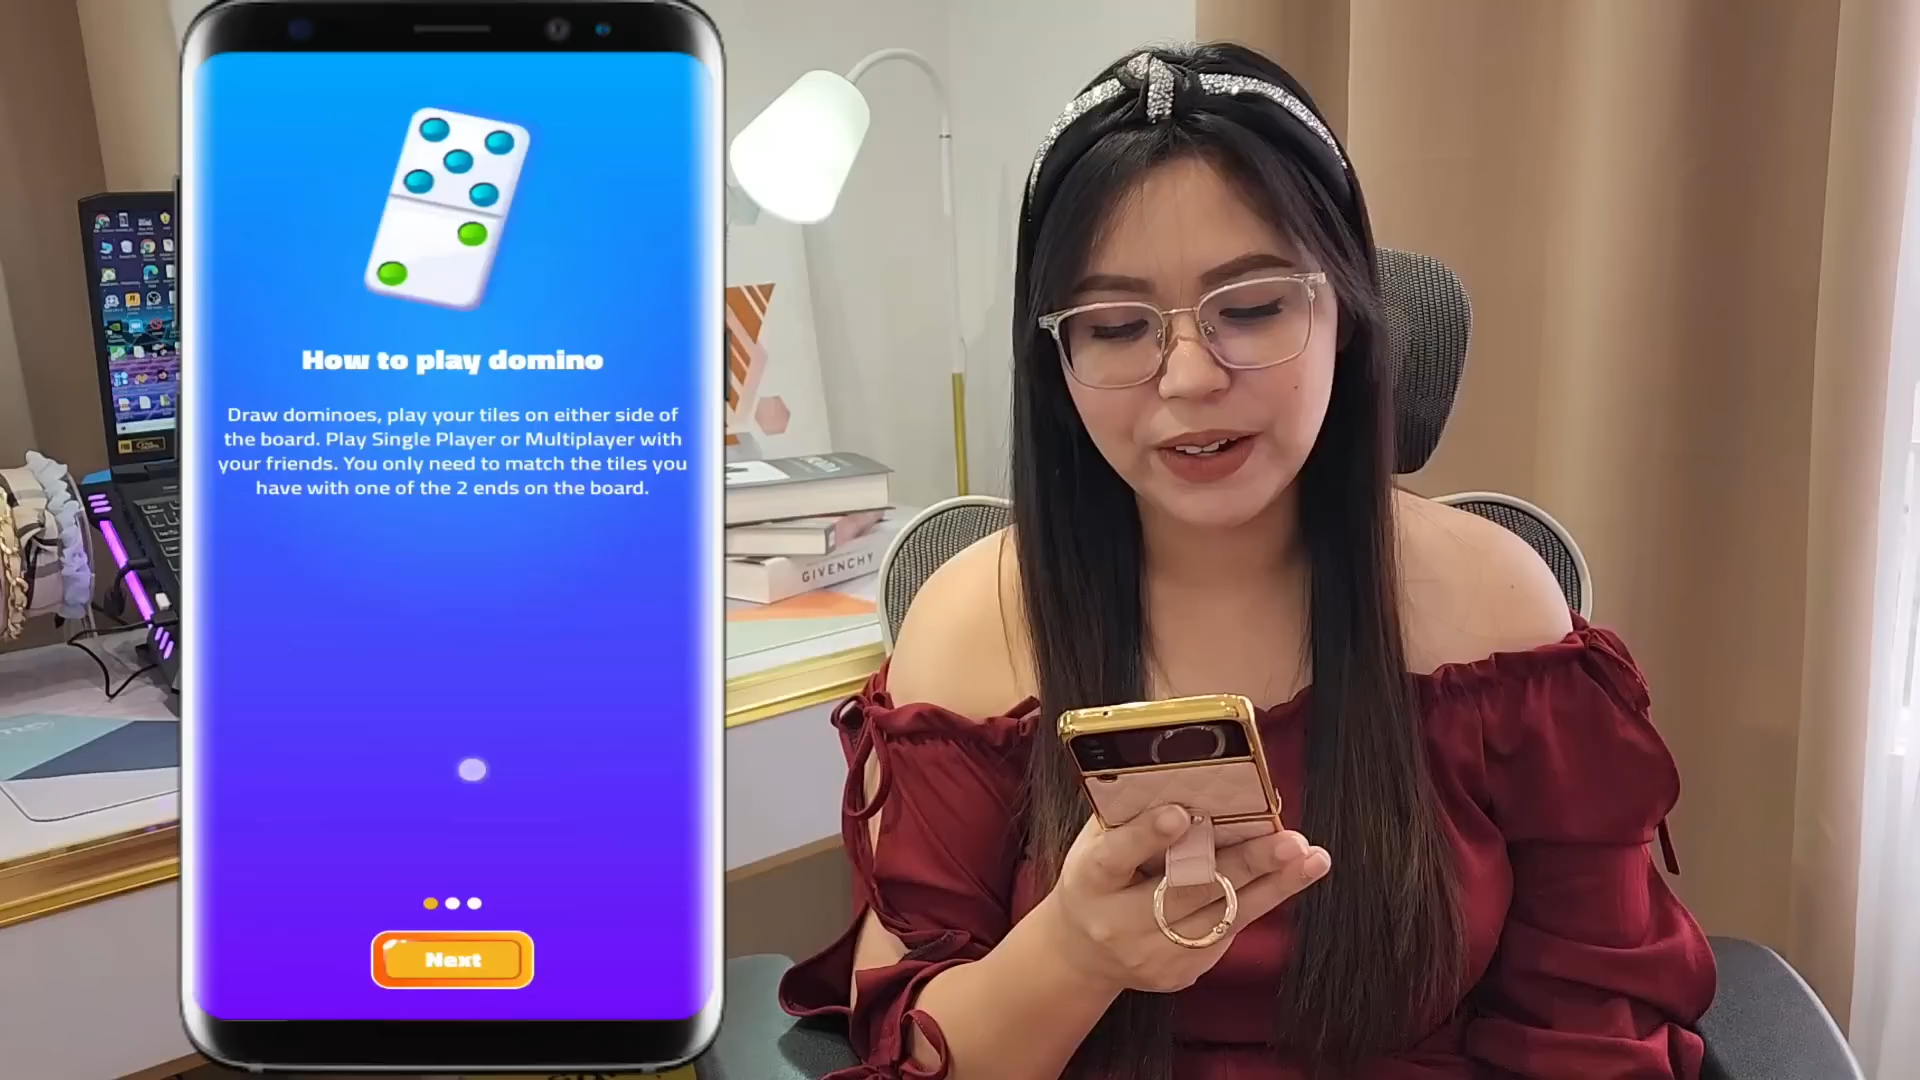 How to play domino
Draw dominoes, play your tiles on either side of
the board. Play Single Player or Multiplayer with
your friends. You only need to match the tiles you
have with one of the 2 ends on the board.
Next
GIVENCHY